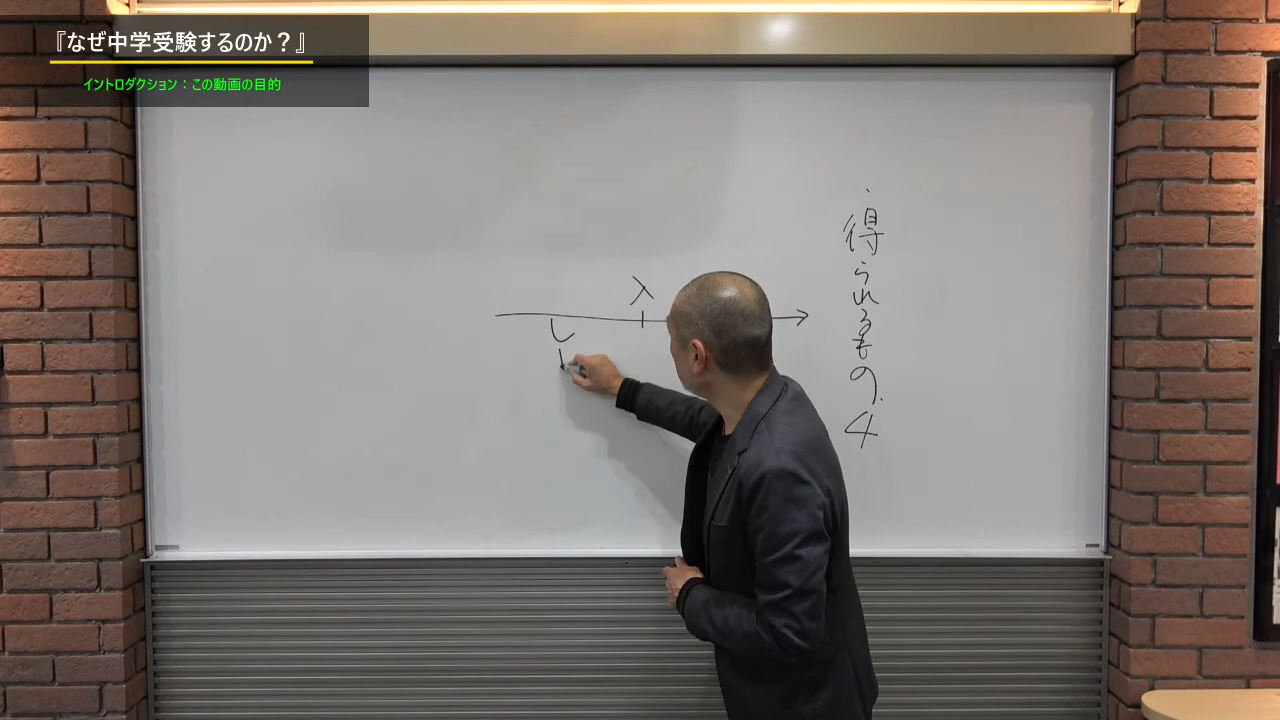 『なぜ中学受験するのか？』
イントロダクション：この動画の目的
得られるもの．4
入